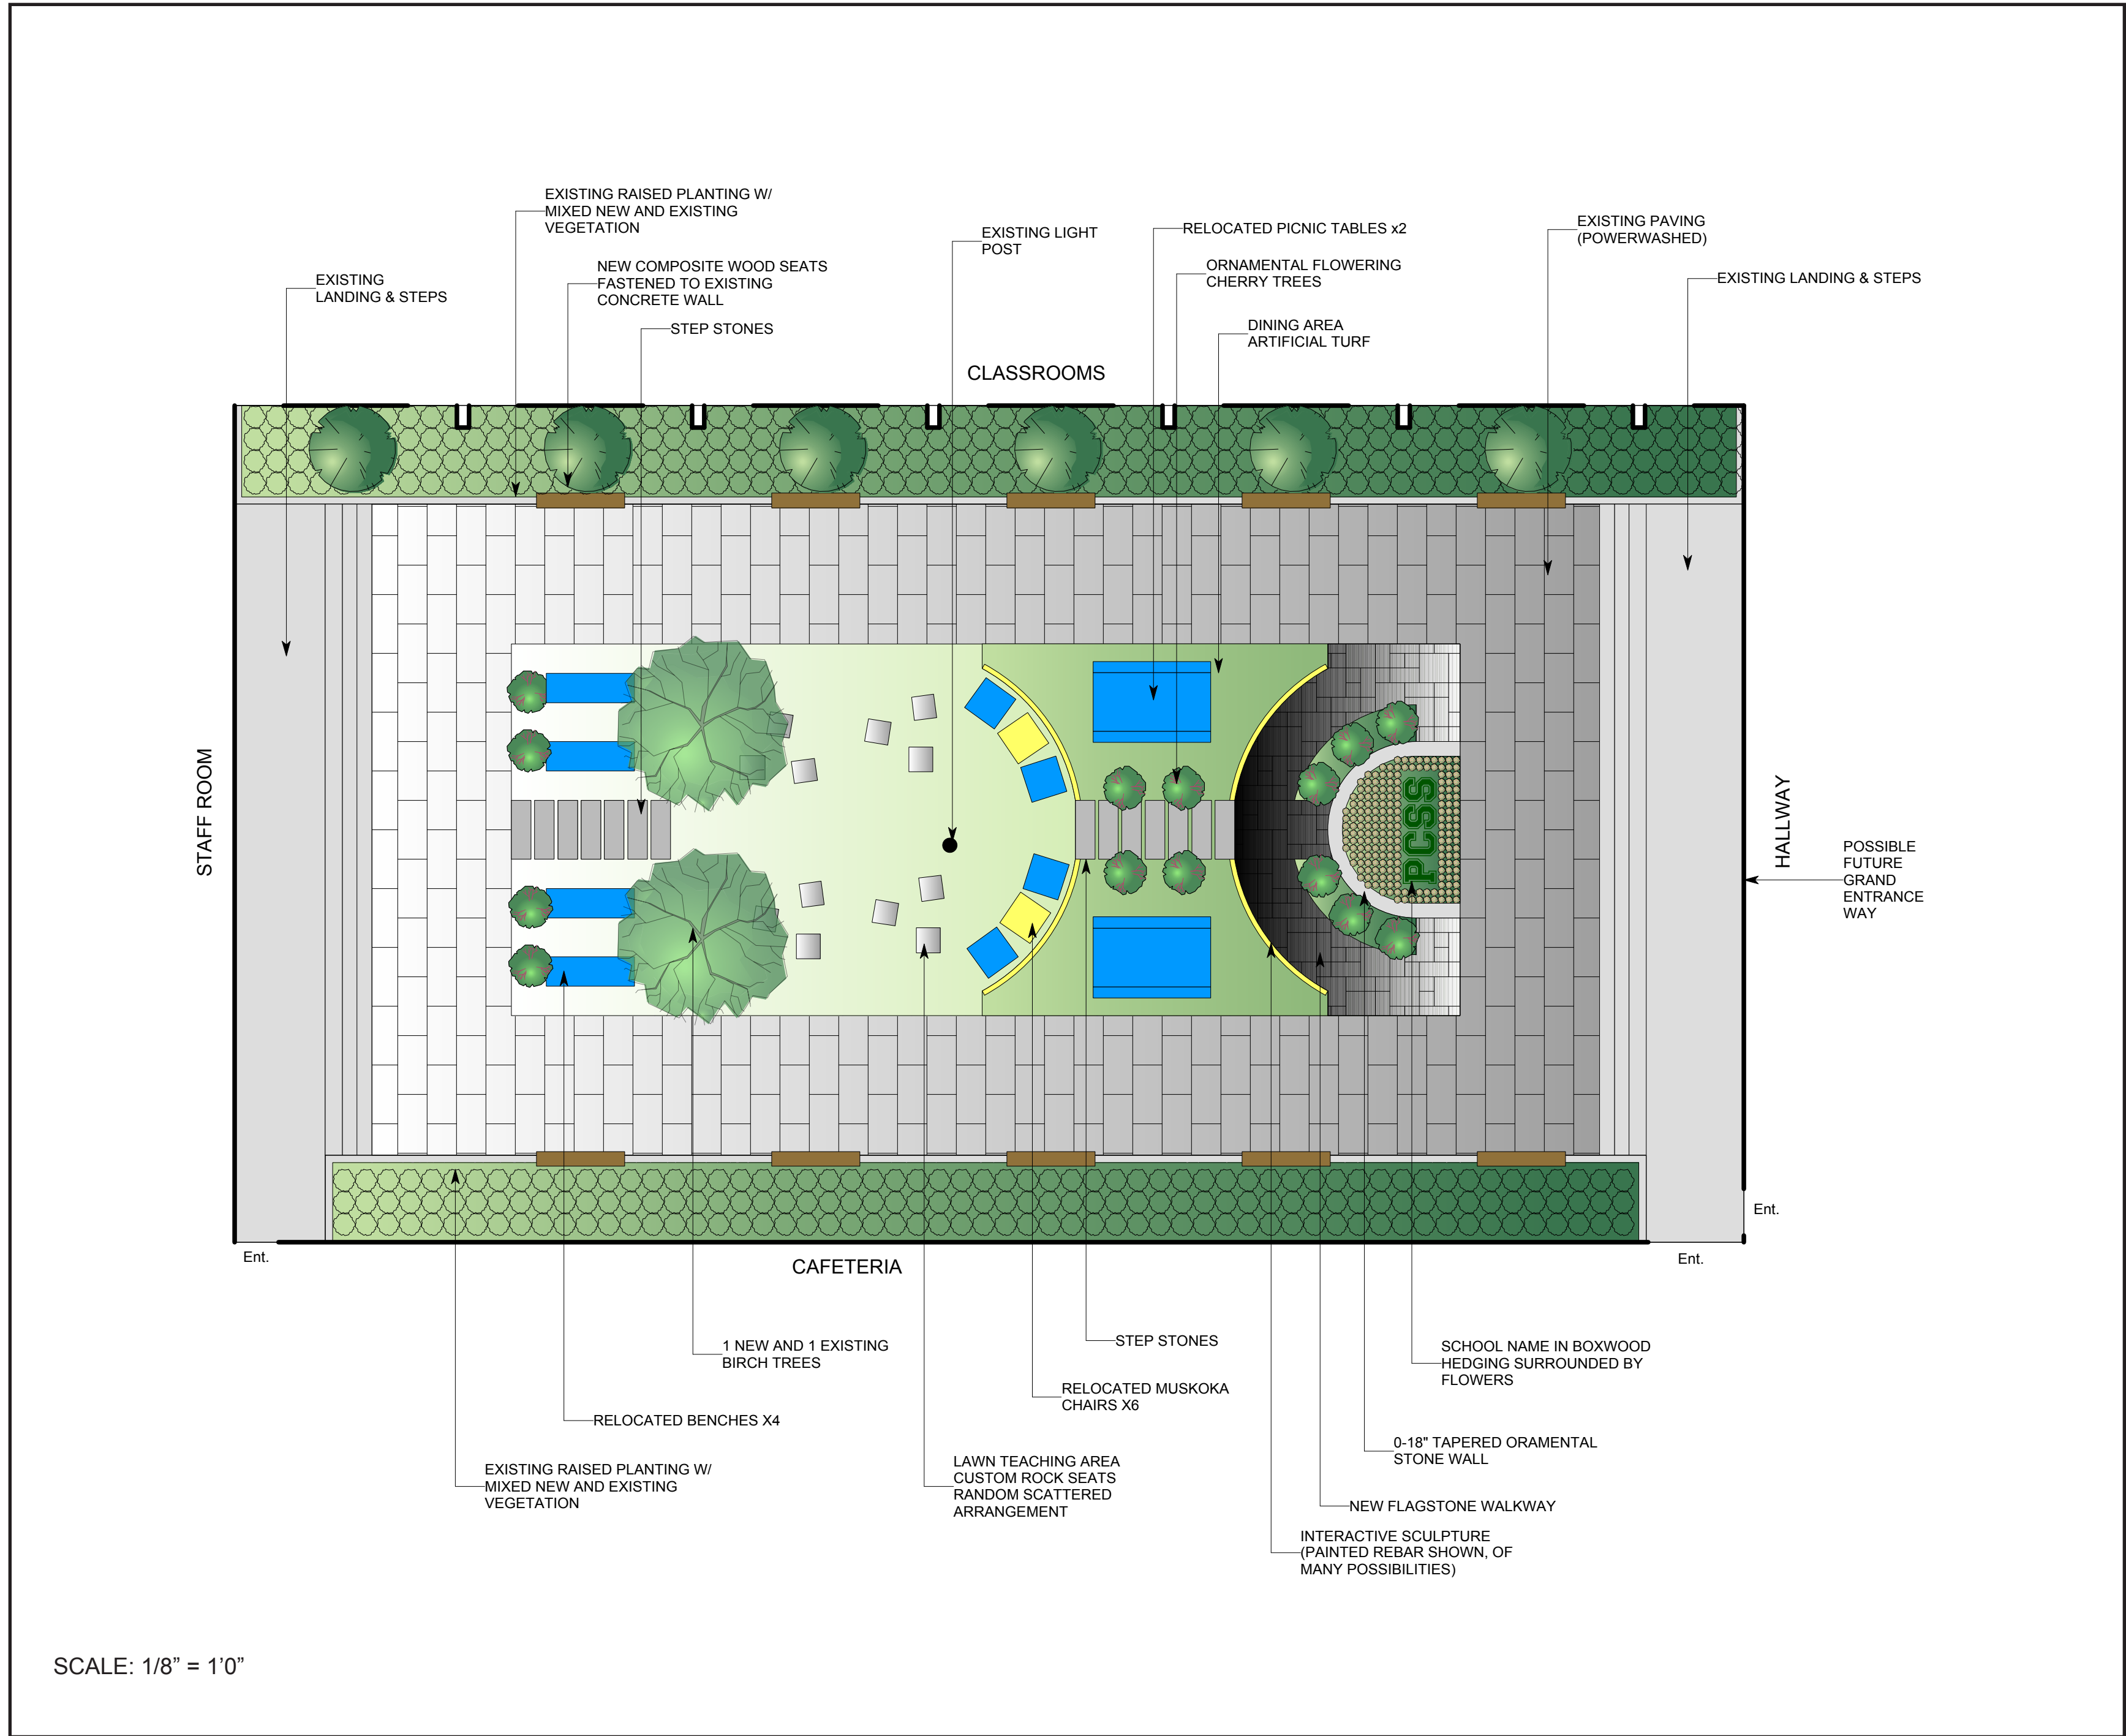 EXISTING RAISED PLANTING W/
MIXED NEW AND EXISTING
VEGETATION
EXISTING LIGHT
POST
RELOCATED PICNIC TABLES x2
EXISTING PAVING
(POWERWASHED)
NEW COMPOSITE WOOD SEATS
FASTENED TO EXISTING
CONCRETE WALL
ORNAMENTAL FLOWERING
CHERRY TREES
EXISTING
LANDING & STEPS
EXISTING LANDING & STEPS
STEP STONES
DINING AREA
ARTIFICIAL TURF
CLASSROOMS
STAFF ROOM
PCSS
HALLWAY
POSSIBLE
FUTURE
GRAND
ENTRANCE
WAY
Ent.
Ent.
Ent.
CAFETERIA
1 NEW AND 1 EXISTING
BIRCH TREES
STEP STONES
SCHOOL NAME IN BOXWOOD
HEDGING SURROUNDED BY
FLOWERS
RELOCATED MUSKOKA
CHAIRS X6
RELOCATED BENCHES X4
0-18" TAPERED ORAMENTAL
STONE WALL
EXISTING RAISED PLANTING W/
MIXED NEW AND EXISTING
VEGETATION
LAWN TEACHING AREA
CUSTOM ROCK SEATS
RANDOM SCATTERED
ARRANGEMENT
NEW FLAGSTONE WALKWAY
INTERACTIVE SCULPTURE
(PAINTED REBAR SHOWN, OF
MANY POSSIBILITIES)
SCALE: 1/8” = 1’0”